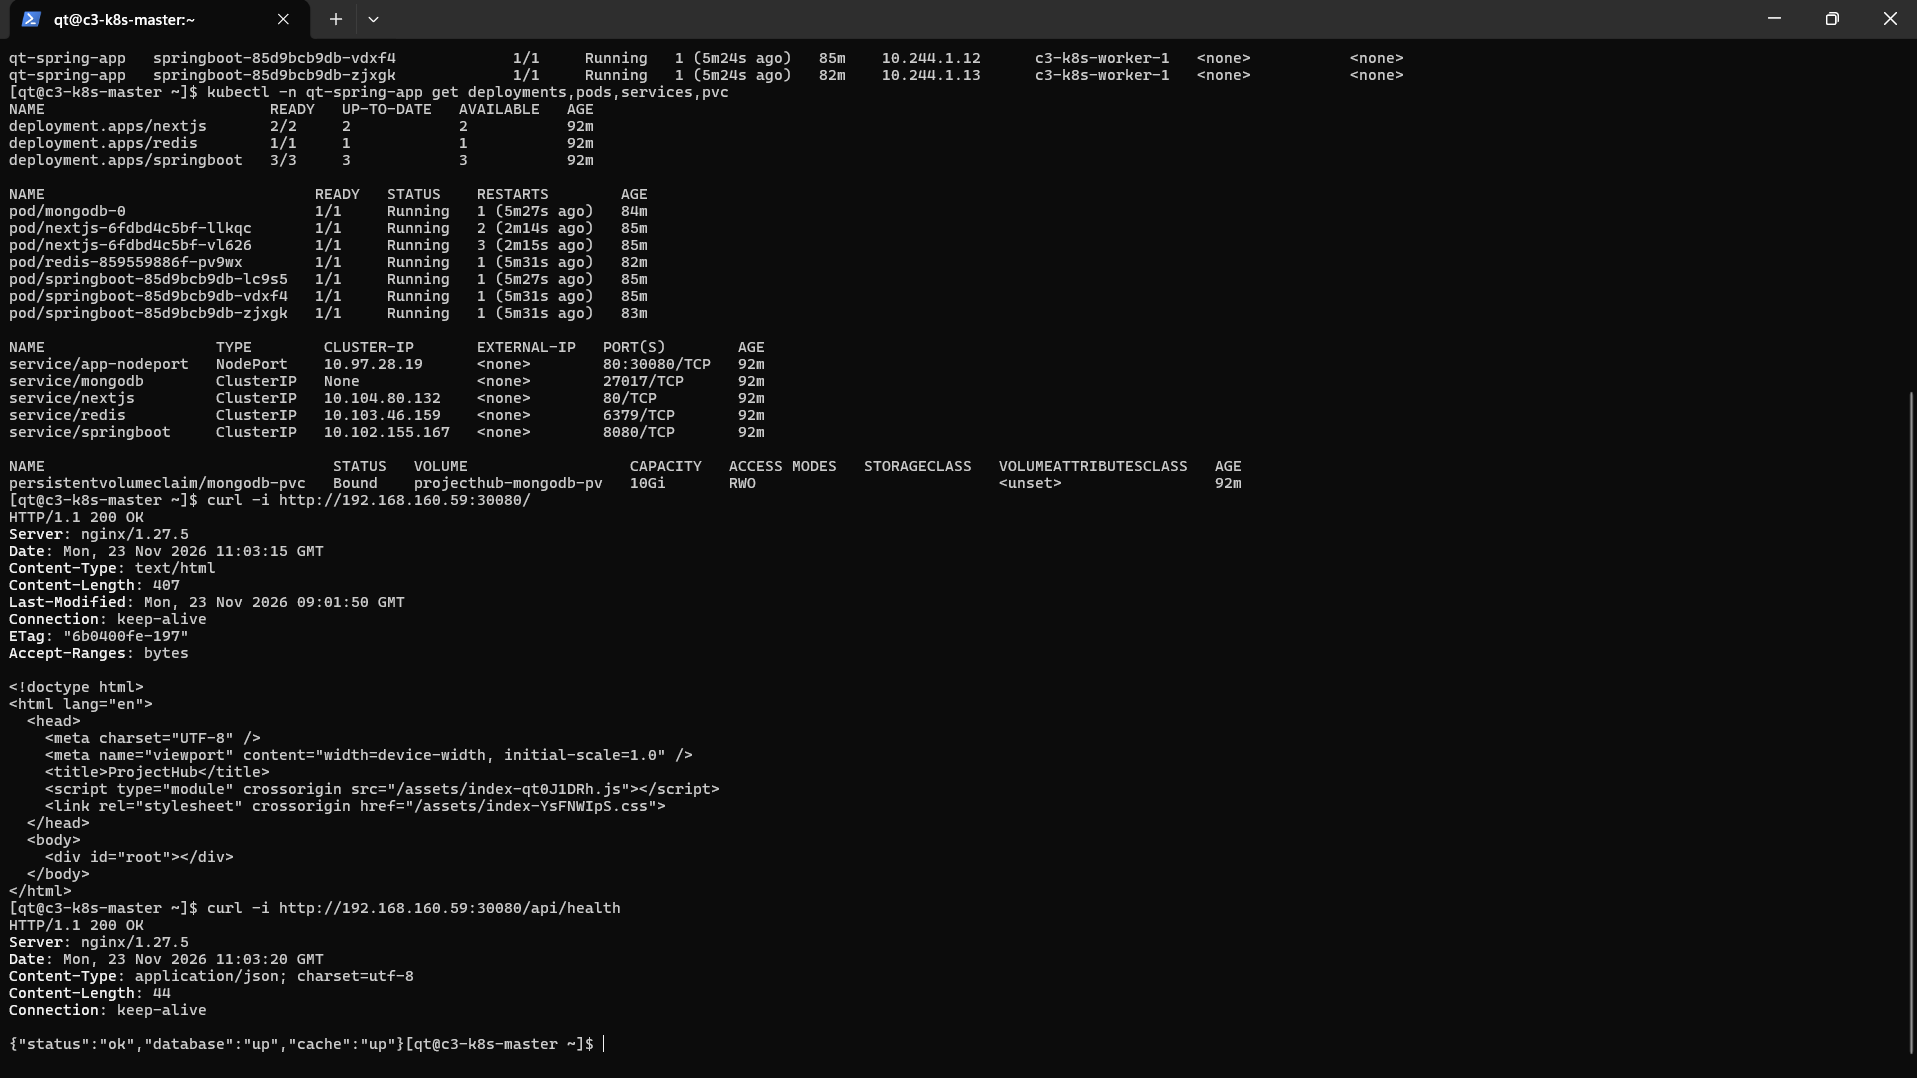 qt@c3-k8s-master:~
qt-spring-app   springboot-85d9bcb9db-vdxf4             1/1     Running   1 (5m24s ago)   85m    10.244.1.12      c3-k8s-worker-1   <none>           <none>
qt-spring-app   springboot-85d9bcb9db-zjxgk             1/1     Running   1 (5m24s ago)   82m    10.244.1.13      c3-k8s-worker-1   <none>           <none>
[qt@c3-k8s-master ~]$ kubectl -n qt-spring-app get deployments,pods,services,pvc
NAME                         READY   UP-TO-DATE   AVAILABLE   AGE
deployment.apps/nextjs       2/2     2            2           92m
deployment.apps/redis        1/1     1            1           92m
deployment.apps/springboot   3/3     3            3           92m
NAME                              READY   STATUS    RESTARTS        AGE
pod/mongodb-0                     1/1     Running   1 (5m27s ago)   84m
pod/nextjs-6fdbd4c5bf-llkqc       1/1     Running   2 (2m14s ago)   85m
pod/nextjs-6fdbd4c5bf-vl626       1/1     Running   3 (2m15s ago)   85m
pod/redis-859559886f-pv9wx        1/1     Running   1 (5m31s ago)   82m
pod/springboot-85d9bcb9db-lc9s5   1/1     Running   1 (5m27s ago)   85m
pod/springboot-85d9bcb9db-vdxf4   1/1     Running   1 (5m31s ago)   85m
pod/springboot-85d9bcb9db-zjxgk   1/1     Running   1 (5m31s ago)   83m
NAME                   TYPE        CLUSTER-IP       EXTERNAL-IP   PORT(S)        AGE
service/app-nodeport   NodePort    10.97.28.19      <none>        80:30080/TCP   92m
service/mongodb        ClusterIP   None             <none>        27017/TCP      92m
service/nextjs         ClusterIP   10.104.80.132    <none>        80/TCP         92m
service/redis          ClusterIP   10.103.46.159    <none>        6379/TCP       92m
service/springboot     ClusterIP   10.102.155.167   <none>        8080/TCP       92m
NAME                                STATUS   VOLUME                  CAPACITY   ACCESS MODES   STORAGECLASS   VOLUMEATTRIBUTESCLASS   AGE
persistentvolumeclaim/mongodb-pvc   Bound    projecthub-mongodb-pv   10Gi       RWO                           <unset>                 92m
[qt@c3-k8s-master ~]$ curl -i http://192.168.160.59:30080/
HTTP/1.1 200 OK
Server: nginx/1.27.5
Date: Mon, 23 Nov 2026 11:03:15 GMT
Content-Type: text/html
Content-Length: 407
Last-Modified: Mon, 23 Nov 2026 09:01:50 GMT
Connection: keep-alive
ETag: "6b0400fe-197"
Accept-Ranges: bytes
<!doctype html>
<html lang="en">
  <head>
    <meta charset="UTF-8" />
    <meta name="viewport" content="width=device-width, initial-scale=1.0" />
    <title>ProjectHub</title>
    <script type="module" crossorigin src="/assets/index-qt0J1DRh.js"></script>
    <link rel="stylesheet" crossorigin href="/assets/index-YsFNWIpS.css">
  </head>
  <body>
    <div id="root"></div>
  </body>
</html>
[qt@c3-k8s-master ~]$ curl -i http://192.168.160.59:30080/api/health
HTTP/1.1 200 OK
Server: nginx/1.27.5
Date: Mon, 23 Nov 2026 11:03:20 GMT
Content-Type: application/json; charset=utf-8
Content-Length: 44
Connection: keep-alive
{"status":"ok","database":"up","cache":"up"}[qt@c3-k8s-master ~]$